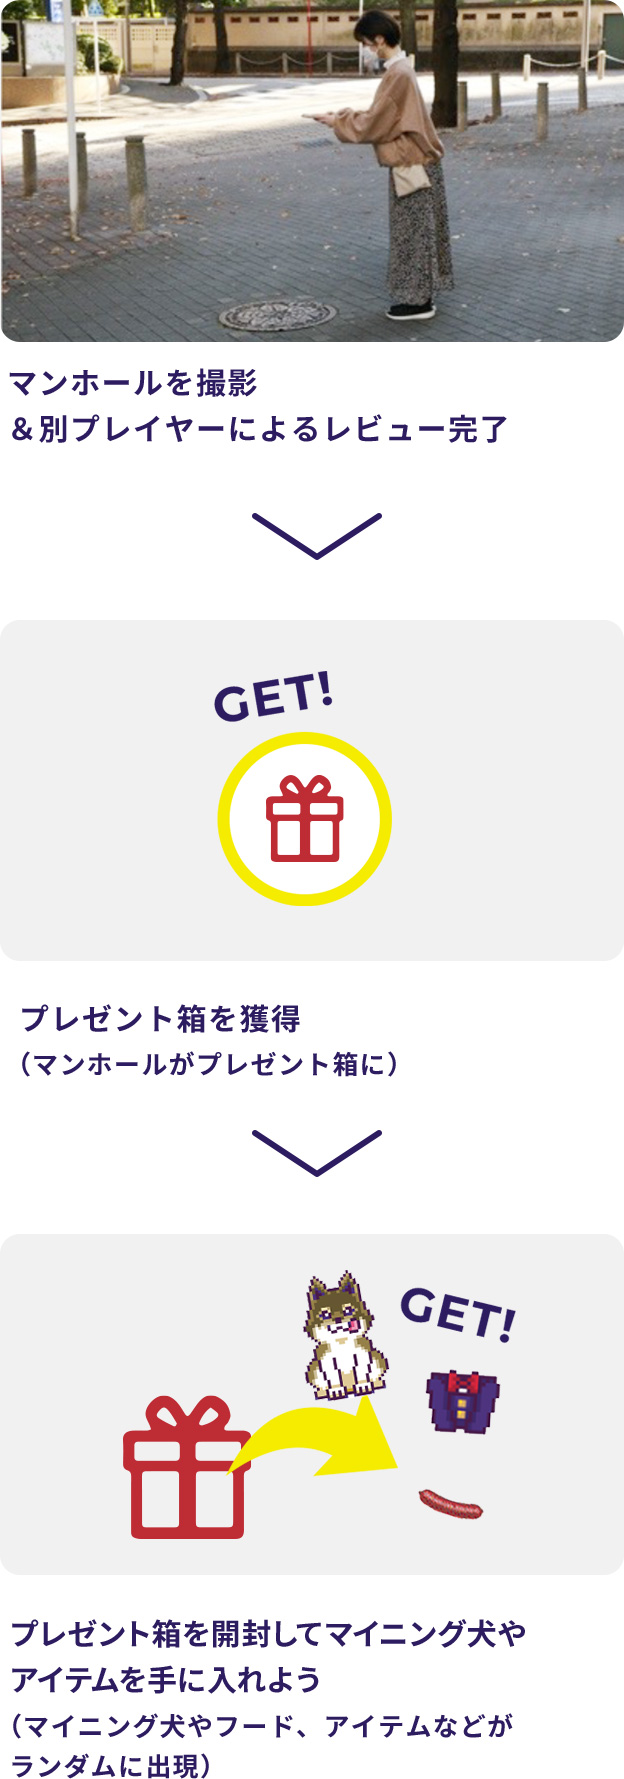 マンホールを撮影
＆別プレイヤーによるレビュー完了
GET!
プレゼント箱を獲得
（マンホールがプレゼント箱に）
GET!
プレゼント箱を開封してマイニング犬や
アイテムを手に入れよう
（マイニング犬やフード、アイテムなどが
ランダムに出現）